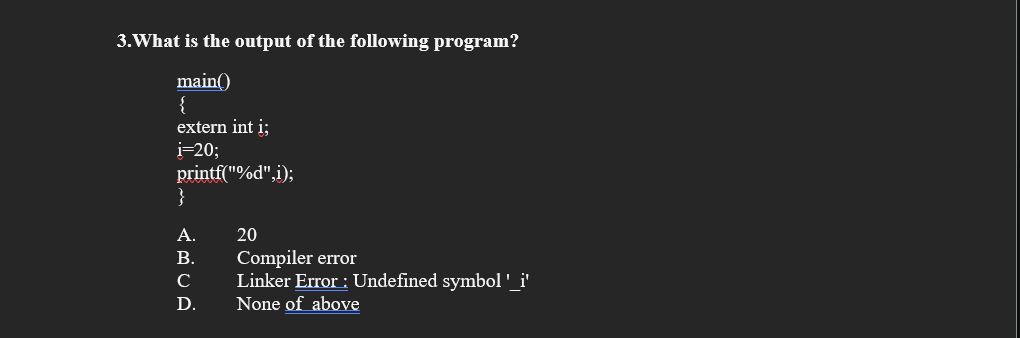 3.What is the output of the following program?
main()
{
extern int i;
i=20;
printf("%d",i);
}
A. 20
B. Compiler error
C Linker Error : Undefined symbol '_i'
D. None of above